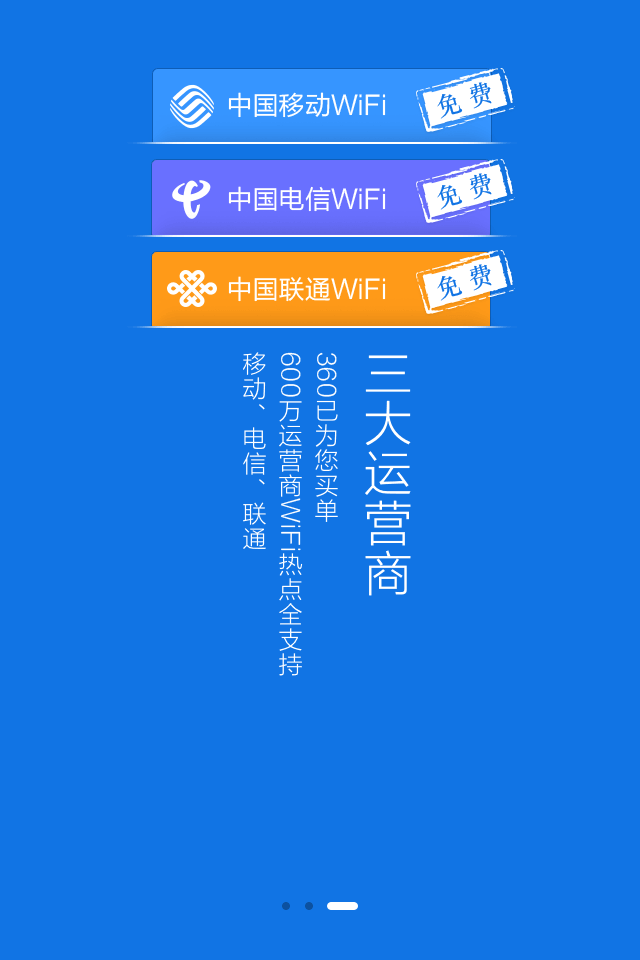 中国移动WiFi
免费
中国电信WiFi
免费
中国联通WiFi
免费
三大运营商
360已为您买单
600万运营商WiFi热点全支持
移动、电信、联通